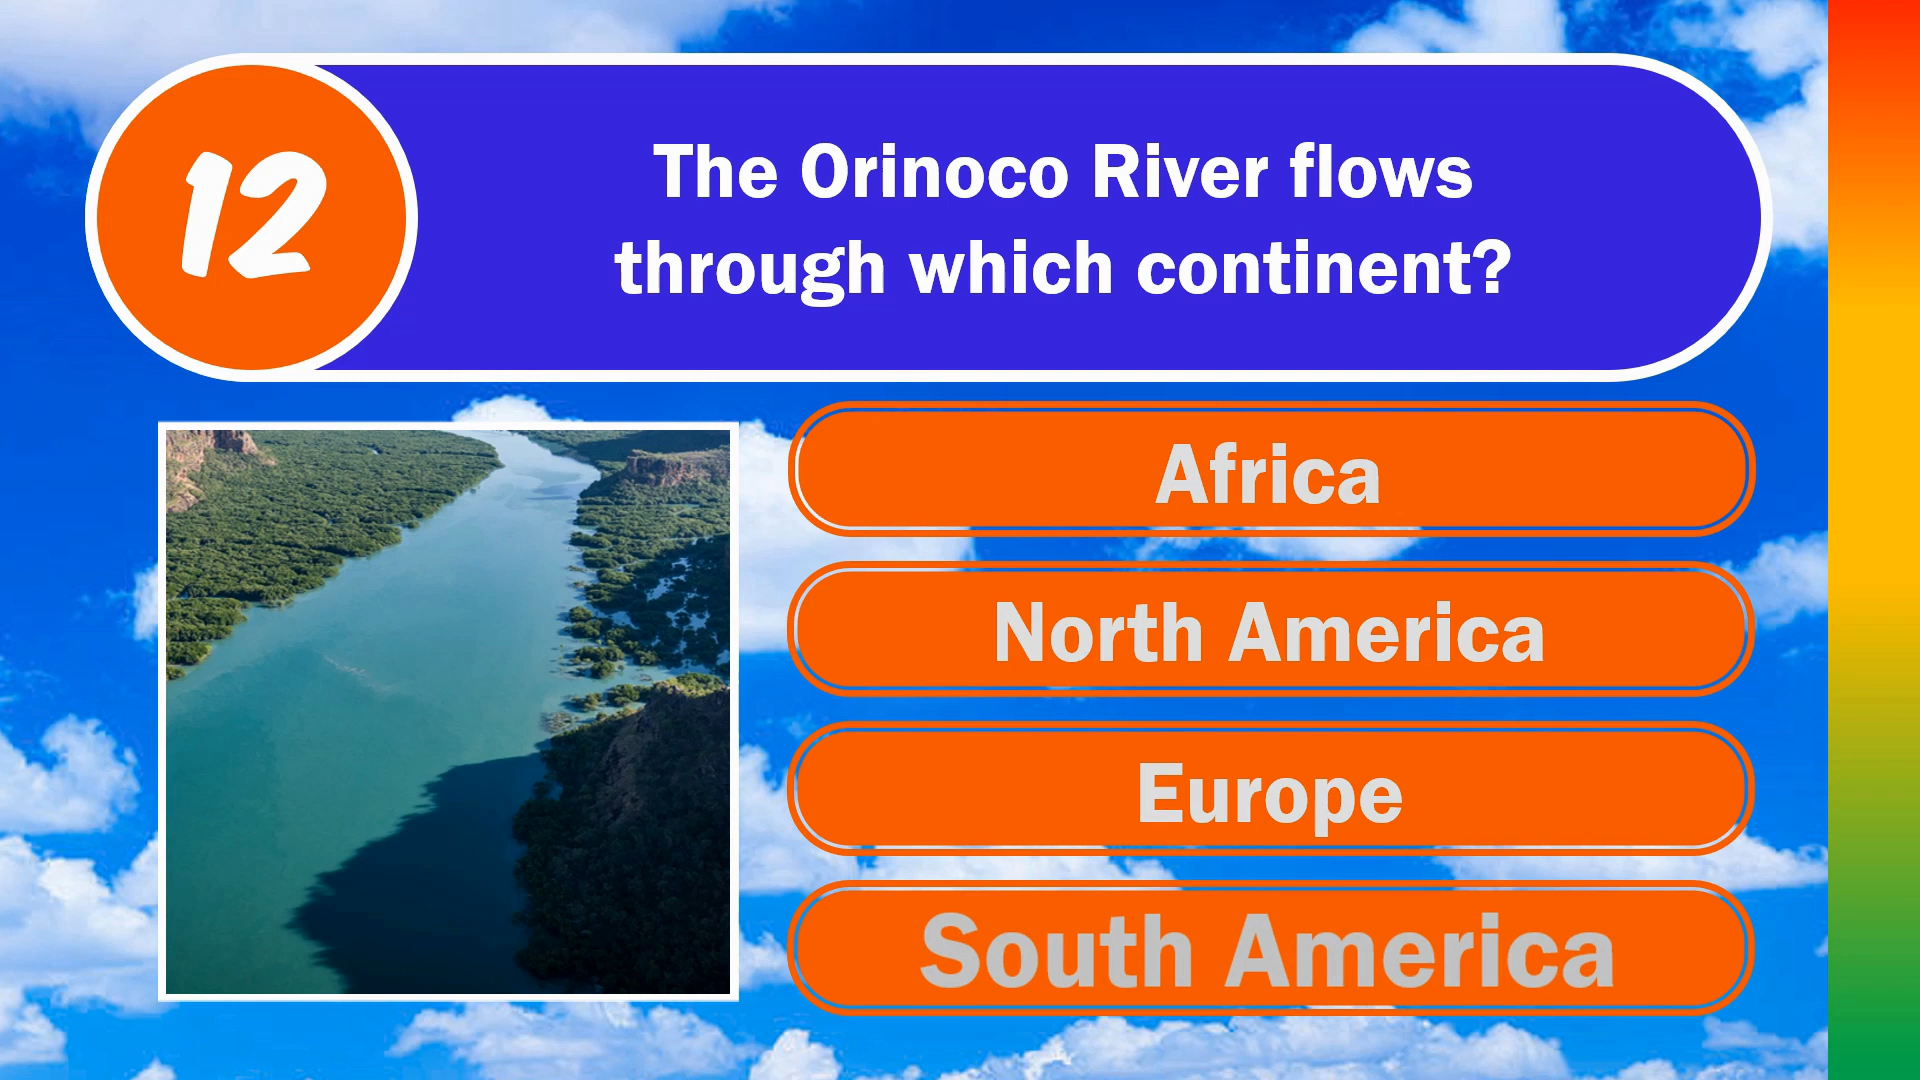 12
The Orinoco River flows
through which continent?
Africa
North America
Europe
South America